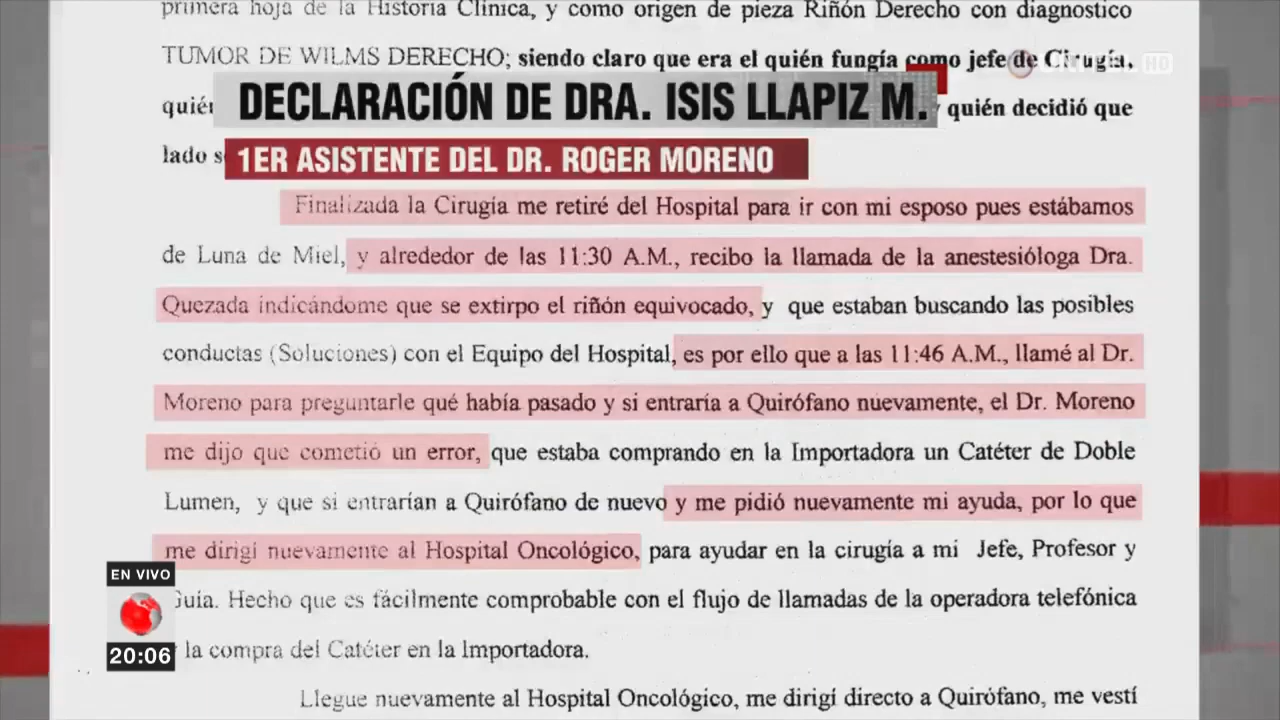 primera hoja de la Historia Clínica, y como origen de pieza Riñón Derecho con diagnostico
TUMOR DE WILMS DERECHO; siendo claro que era el quién fungía como jefe de Cirugía,
DECLARACIÓN DE DRA. ISIS LLAPIZ M.
quién decidió que
lado
1ER ASISTENTE DEL DR. ROGER MORENO
Finalizada la Cirugía me retiré del Hospital para ir con mi esposo pues estábamos
de Luna de Miel, y alrededor de las 11:30 A.M., recibo la llamada de la anestesióloga Dra.
Quezada indicándome que se extirpo el riñón equivocado, y que estaban buscando las posibles
conductas (Soluciones) con el Equipo del Hospital, es por ello que a las 11:46 A.M., llamé al Dr.
Moreno para preguntarle qué había pasado y si entraría a Quirófano nuevamente, el Dr. Moreno
me dijo que cometió un error, que estaba comprando en la Importadora un Catéter de Doble
Lumen, y que si entrarían a Quirófano de nuevo y me pidió nuevamente mi ayuda, por lo que
me dirigí nuevamente al Hospital Oncológico, para ayudar en la cirugía a mi Jefe, Profesor y
Guía. Hecho que es fácilmente comprobable con el flujo de llamadas de la operadora telefónica
la compra del Catéter en la Importadora.
Llegue nuevamente al Hospital Oncológico, me dirigí directo a Quirófano, me vestí
EN VIVO
20:06